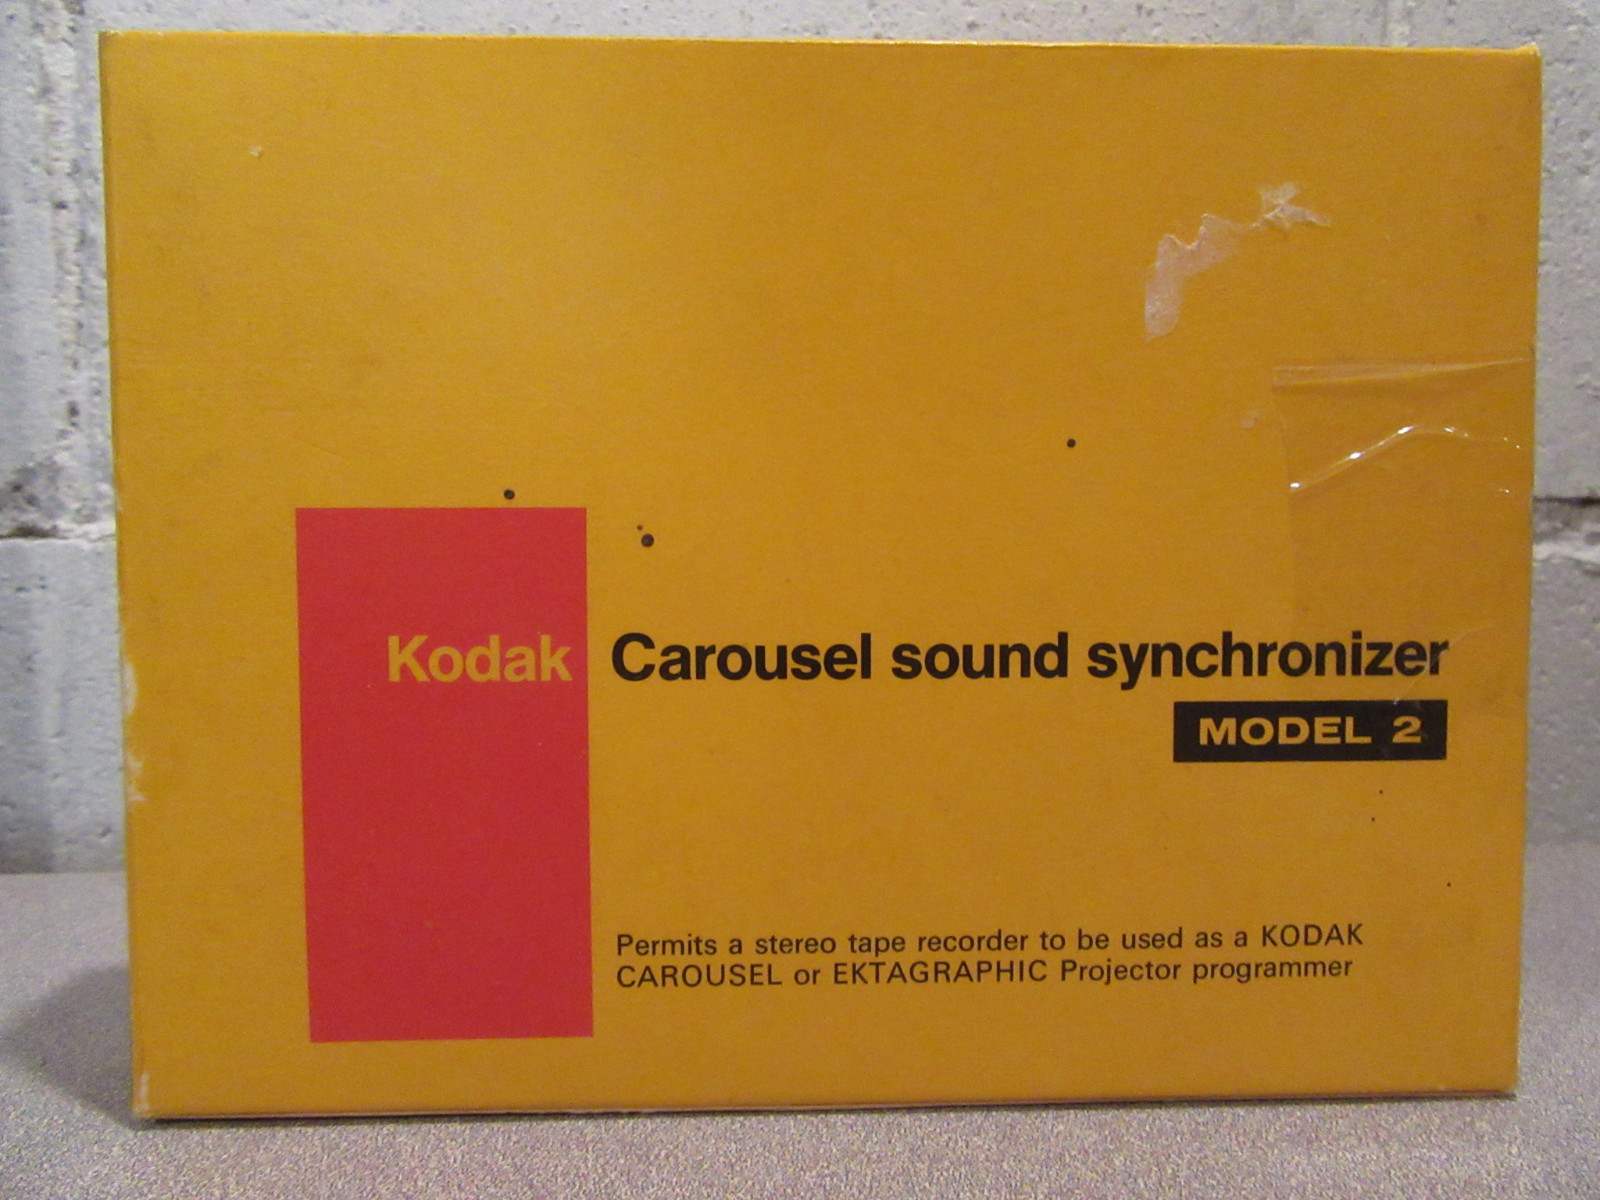 Kodak Carousel sound synchronizer
MODEL 2
Permits a stereo tape recorder to be used as a KODAK
CAROUSEL or EKTAGRAPHIC Projector programmer